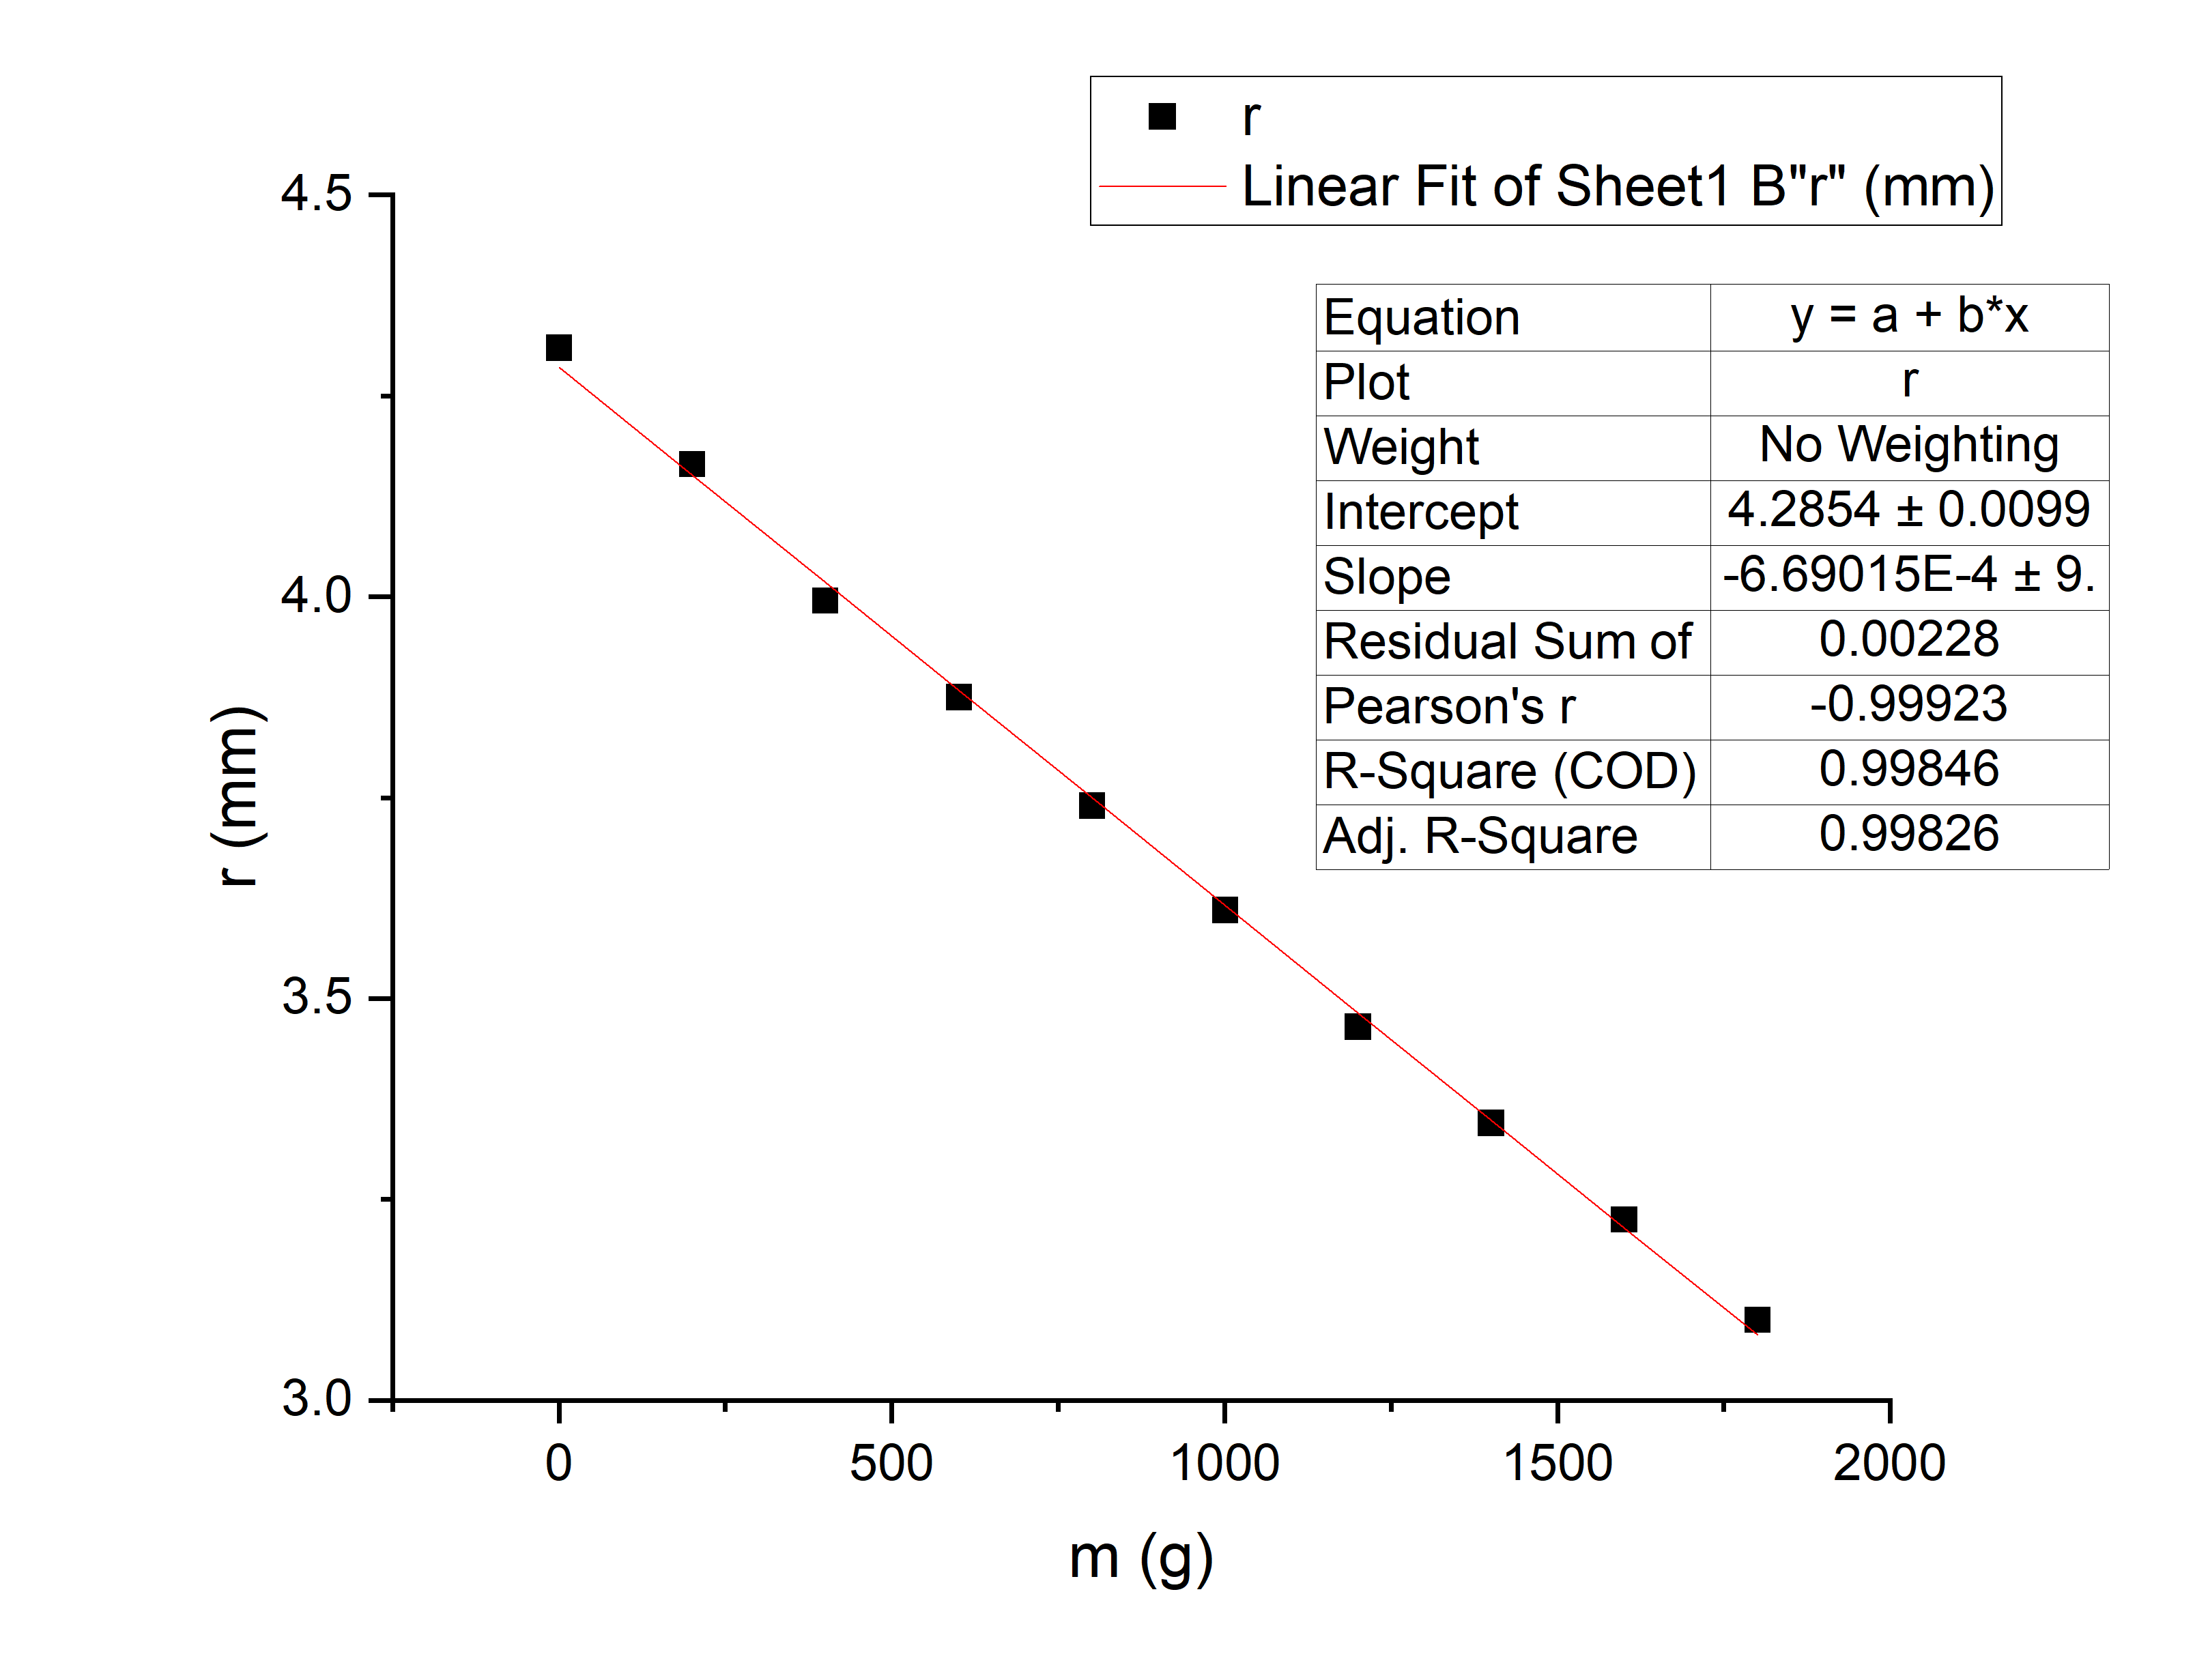 r
Linear Fit of Sheet1 B"r" (mm)
Equation y = a + b*x
Plot r
Weight No Weighting
Intercept 4.2854 ± 0.0099
Slope -6.69015E-4 ± 9.
Residual Sum of 0.00228
Pearson's r -0.99923
R-Square (COD) 0.99846
Adj. R-Square 0.99826
4.5
4.0
3.5
3.0
r (mm)
0 500 1000 1500 2000
m (g)